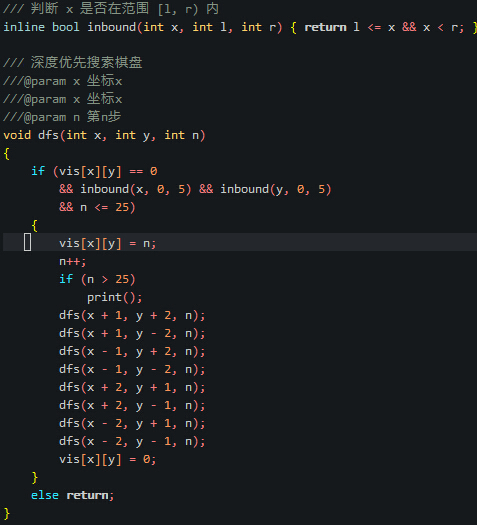 /// 判断 x 是否在范围 [l, r) 内
inline bool inbound(int x, int l, int r) { return l <= x && x < r; }
/// 深度优先搜索棋盘
///@param x 坐标x
///@param x 坐标x
///@param n 第n步
void dfs(int x, int y, int n)
{
    if (vis[x][y] == 0
        && inbound(x, 0, 5) && inbound(y, 0, 5)
        && n <= 25)
    {
        vis[x][y] = n;
        n++;
        if (n > 25)
            print();
        dfs(x + 1, y + 2, n);
        dfs(x + 1, y - 2, n);
        dfs(x - 1, y + 2, n);
        dfs(x - 1, y - 2, n);
        dfs(x + 2, y + 1, n);
        dfs(x + 2, y - 1, n);
        dfs(x - 2, y + 1, n);
        dfs(x - 2, y - 1, n);
        vis[x][y] = 0;
    }
    else return;
}